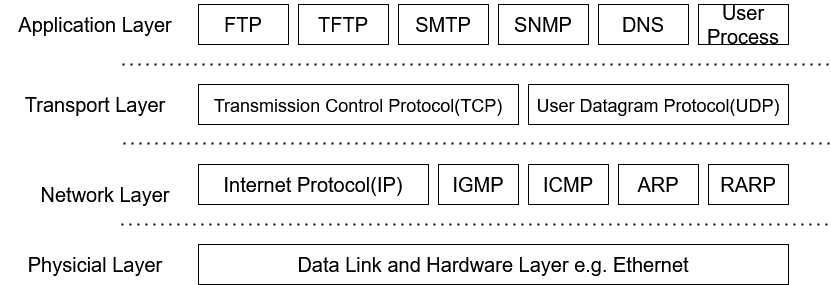 Application Layer FTP TFTP SMTP SNMP DNS User
Process
Transport Layer Transmission Control Protocol(TCP) User Datagram Protocol(UDP)
Network Layer Internet Protocol(IP) IGMP ICMP ARP RARP
Physicial Layer Data Link and Hardware Layer e.g. Ethernet